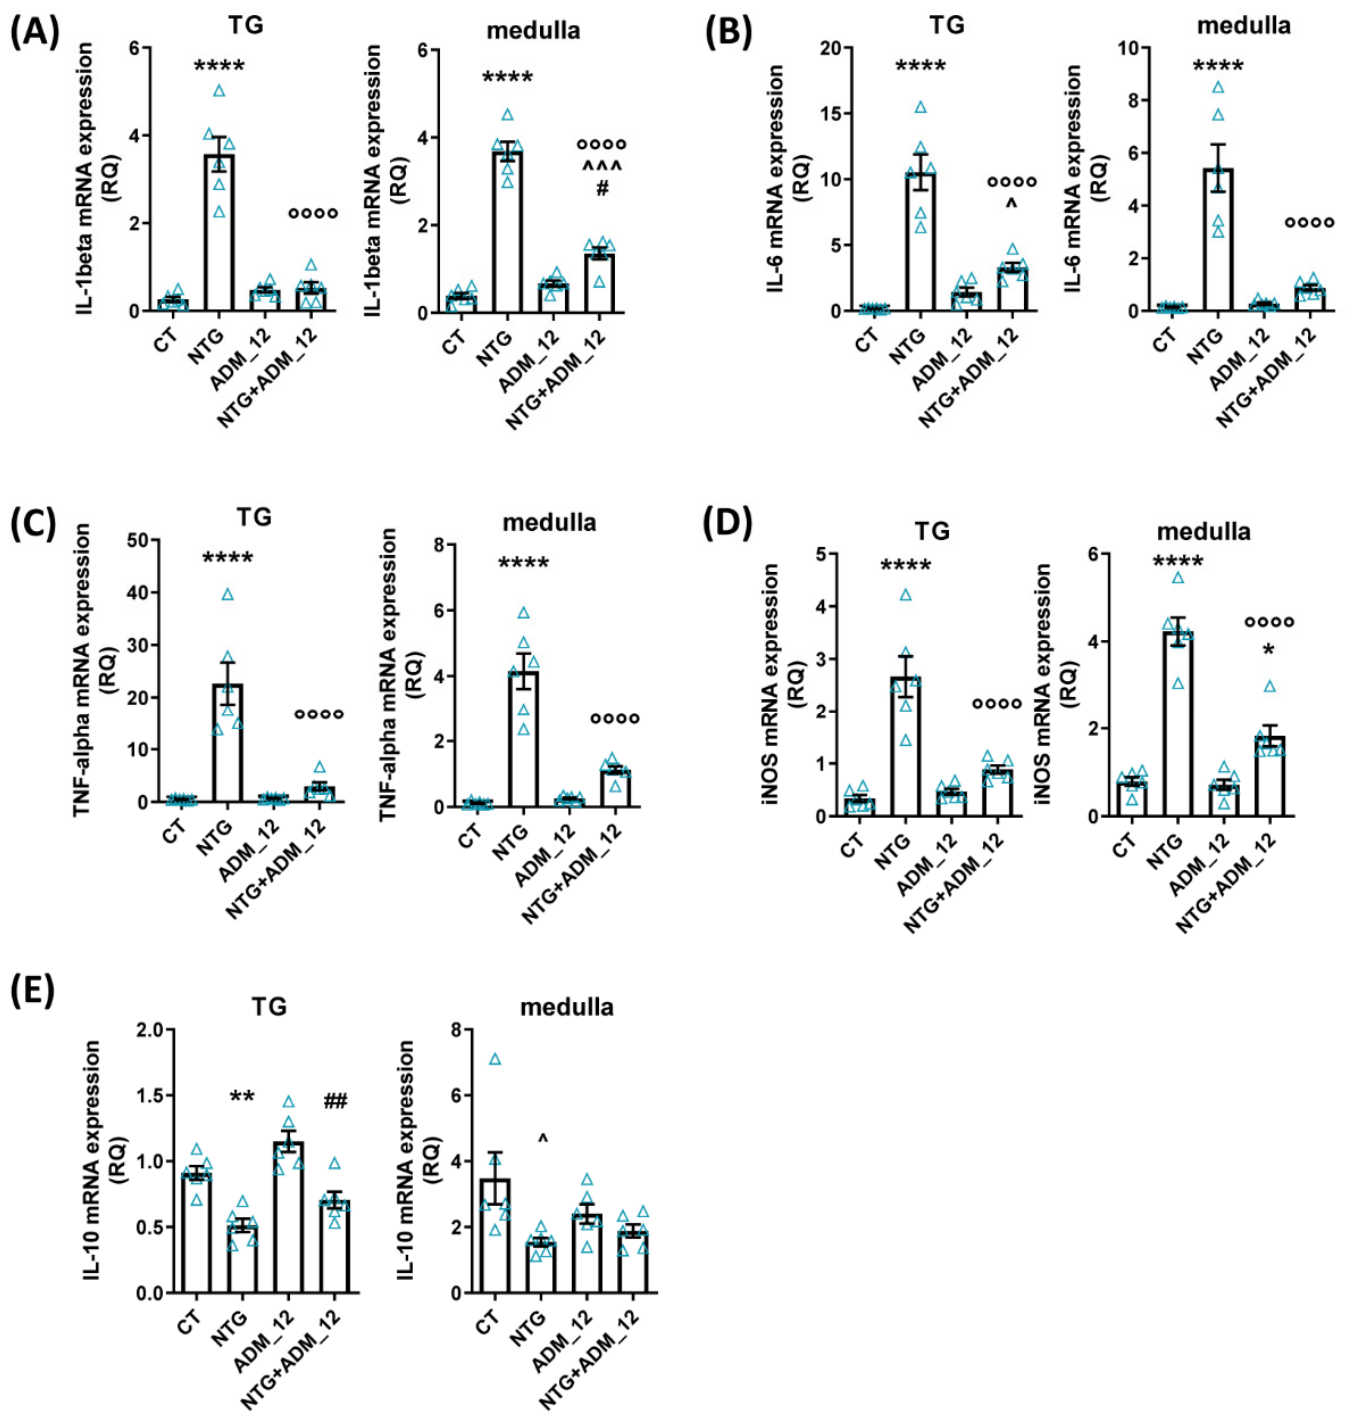 (A)
TG
IL-1beta mRNA expression
(RQ)
6
4
2
0
****
°°°°
CT
NTG
ADM_12
NTG+ADM_12
medulla
IL-1beta mRNA expression
(RQ)
6
4
2
0
****
°°°°
^^^
#
CT
NTG
ADM_12
NTG+ADM_12
(B)
TG
IL-6 mRNA expression
(RQ)
20
15
10
5
0
****
°°°°
^
CT
NTG
ADM_12
NTG+ADM_12
medulla
IL-6 mRNA expression
(RQ)
10
8
6
4
2
0
****
°°°°
CT
NTG
ADM_12
NTG+ADM_12
(C)
TG
TNF-alpha mRNA expression
(RQ)
50
40
30
20
10
0
****
°°°°
CT
NTG
ADM_12
NTG+ADM_12
medulla
TNF-alpha mRNA expression
(RQ)
8
6
4
2
0
****
°°°°
CT
NTG
ADM_12
NTG+ADM_12
(D)
TG
iNOS mRNA expression
(RQ)
5
4
3
2
1
0
****
°°°°
CT
NTG
ADM_12
NTG+ADM_12
medulla
iNOS mRNA expression
(RQ)
6
4
2
0
****
°°°°
*
CT
NTG
ADM_12
NTG+ADM_12
(E)
TG
IL-10 mRNA expression
(RQ)
2.0
1.5
1.0
0.5
0.0
**
##
CT
NTG
ADM_12
NTG+ADM_12
medulla
IL-10 mRNA expression
(RQ)
8
6
4
2
0
^
CT
NTG
ADM_12
NTG+ADM_12